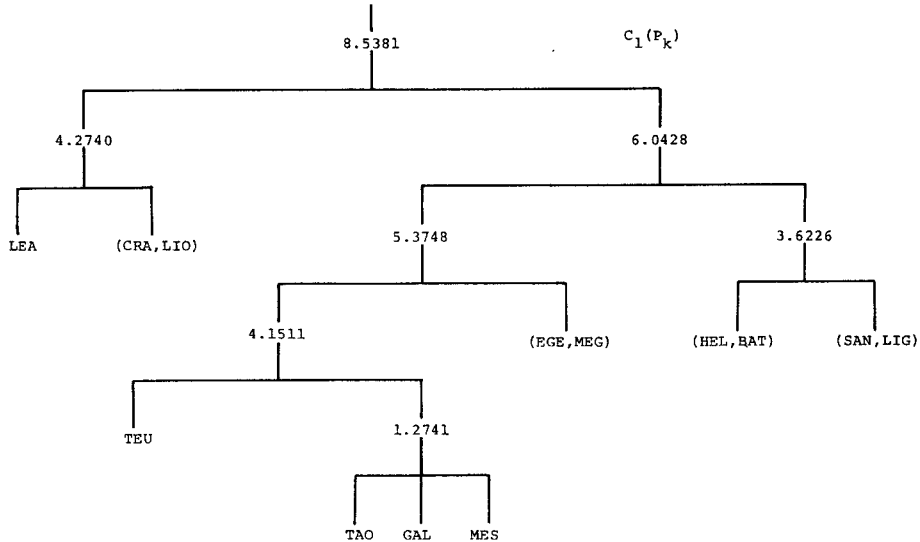 8.5381
C₁(Pₖ)
4.2740
6.0428
LEA
(CRA,LIO)
5.3748
3.6226
4.1511
(EGE,MEG)
(HEL,BAT)
(SAN,LIG)
TEU
1.2741
TAO
GAL
MES